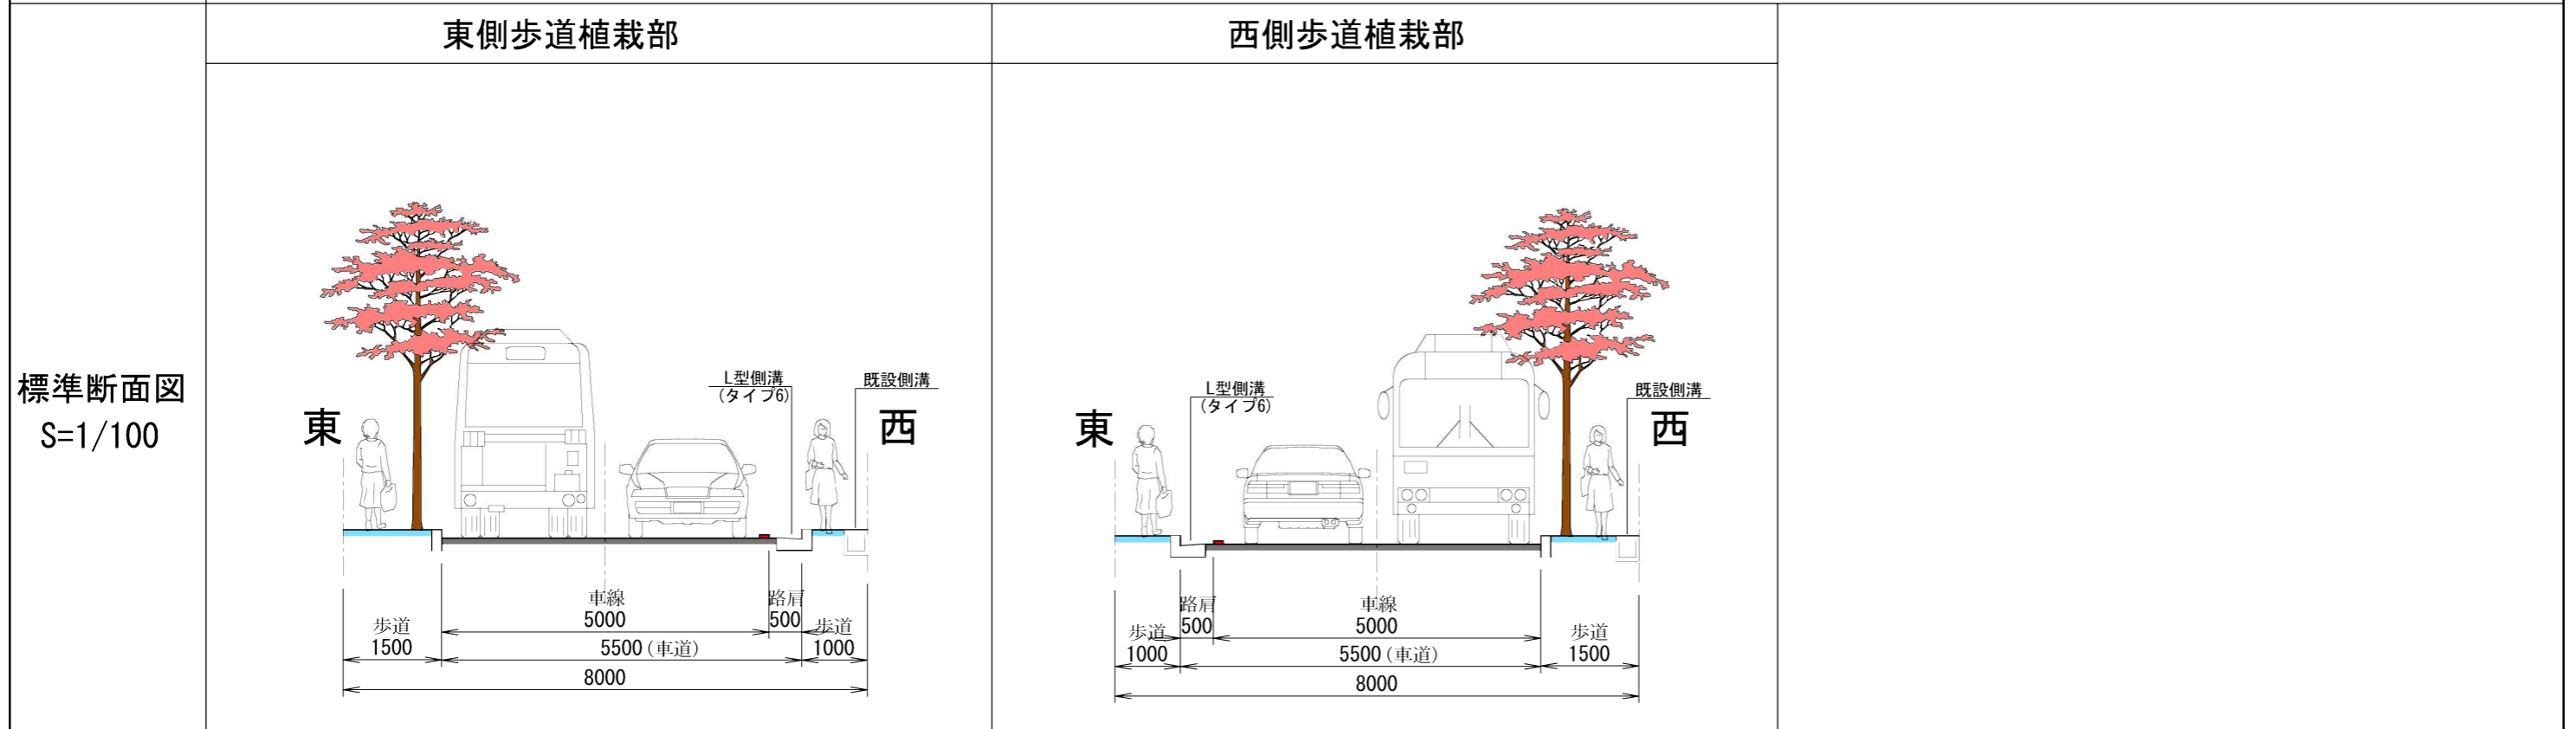 東側歩道植栽部
西側歩道植栽部
標準断面図
S=1/100
東
L型側溝
(タイプ6)
既設側溝
西
車線
5000
路肩
500
歩道
1500
5500(車道)
歩道
1000
8000
東
L型側溝
(タイプ6)
既設側溝
西
路肩
500
車線
5000
歩道
1000
5500(車道)
歩道
1500
8000